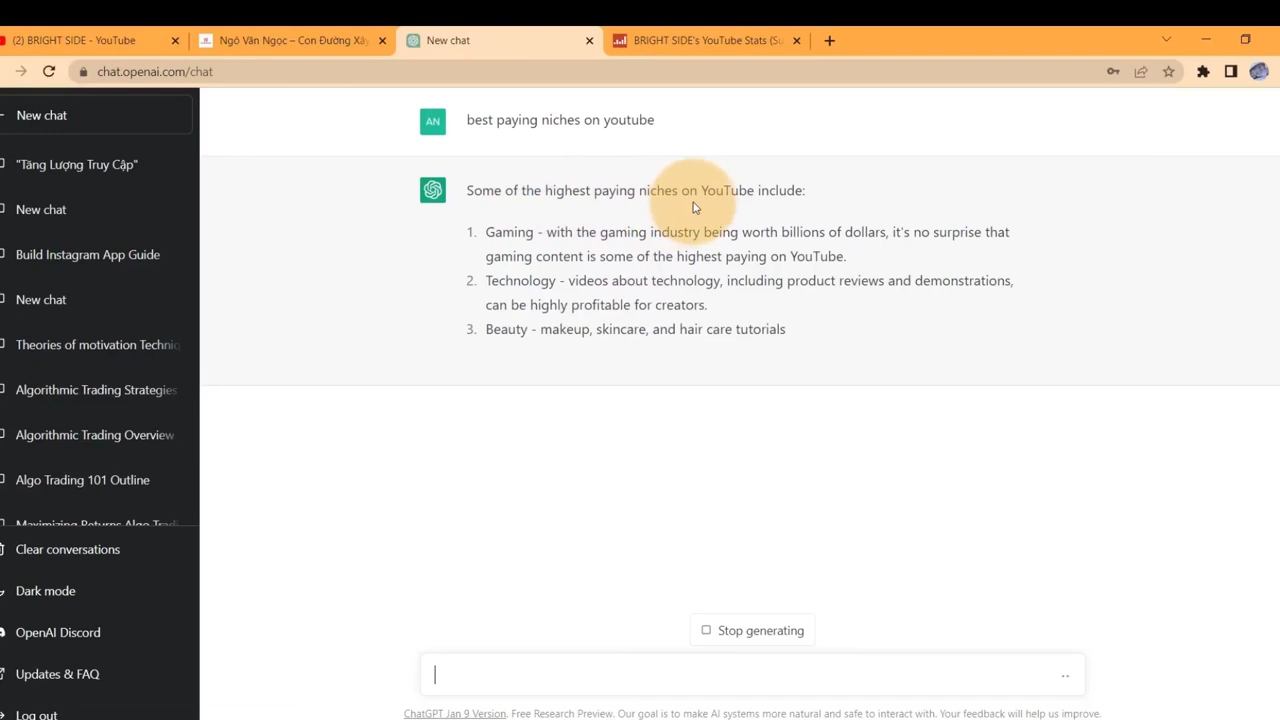 (2) BRIGHT SIDE - YouTube
Ngô Văn Ngọc – Con Đường Xây
New chat
BRIGHT SIDE's YouTube Stats (Su
chat.openai.com/chat
New chat
"Tăng Lượng Truy Cập"
New chat
Build Instagram App Guide
New chat
Theories of motivation Techniq
Algorithmic Trading Strategies
Algorithmic Trading Overview
Algo Trading 101 Outline
Maximizing Returns Algo Tradi
Clear conversations
Dark mode
OpenAI Discord
Updates & FAQ
Log out
AN
best paying niches on youtube
Some of the highest paying niches on YouTube include:
1. Gaming - with the gaming industry being worth billions of dollars, it's no surprise that
gaming content is some of the highest paying on YouTube.
2. Technology - videos about technology, including product reviews and demonstrations,
can be highly profitable for creators.
3. Beauty - makeup, skincare, and hair care tutorials
Stop generating
ChatGPT Jan 9 Version. Free Research Preview. Our goal is to make AI systems more natural and safe to interact with. Your feedback will help us improve.